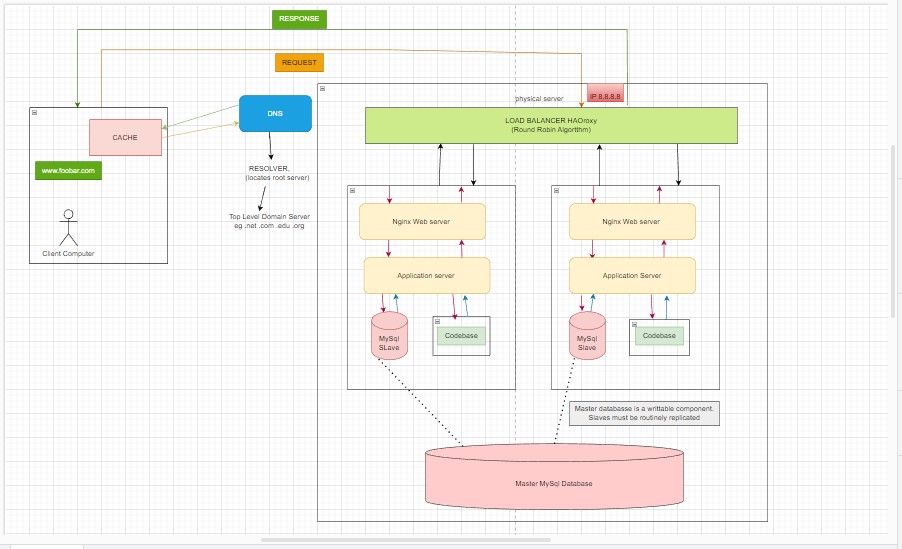 RESPONSE
REQUEST
physical server
IP 8.8.8.8
DNS
LOAD BALANCER HAOroxy
(Round Robin Algortthm)
CACHE
www.foobar.com
RESOLVER,
(locates root server)
Top Level Domain Server
eg .net .com .edu .org
Client Computer
Nginx Web server
Nginx Web server
Application server
Application Server
MySql
SLave
Codebase
MySql
Slave
Codebase
Master databasse is a writtable component.
Slaves must be routinely replicated
Master MySql Database